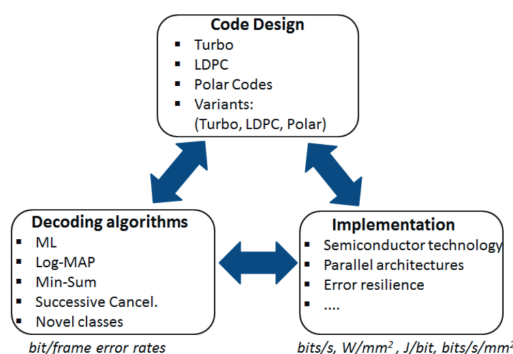 Code Design
▪ Turbo
▪ LDPC
▪ Polar Codes
▪ Variants:
(Turbo, LDPC, Polar)
Decoding algorithms
▪ ML
▪ Log-MAP
▪ Min-Sum
▪ Successive Cancel.
▪ Novel classes
bit/frame error rates
Implementation
▪ Semiconductor technology
▪ Parallel architectures
▪ Error resilience
▪ ....
bits/s, W/mm² , J/bit, bits/s/mm²